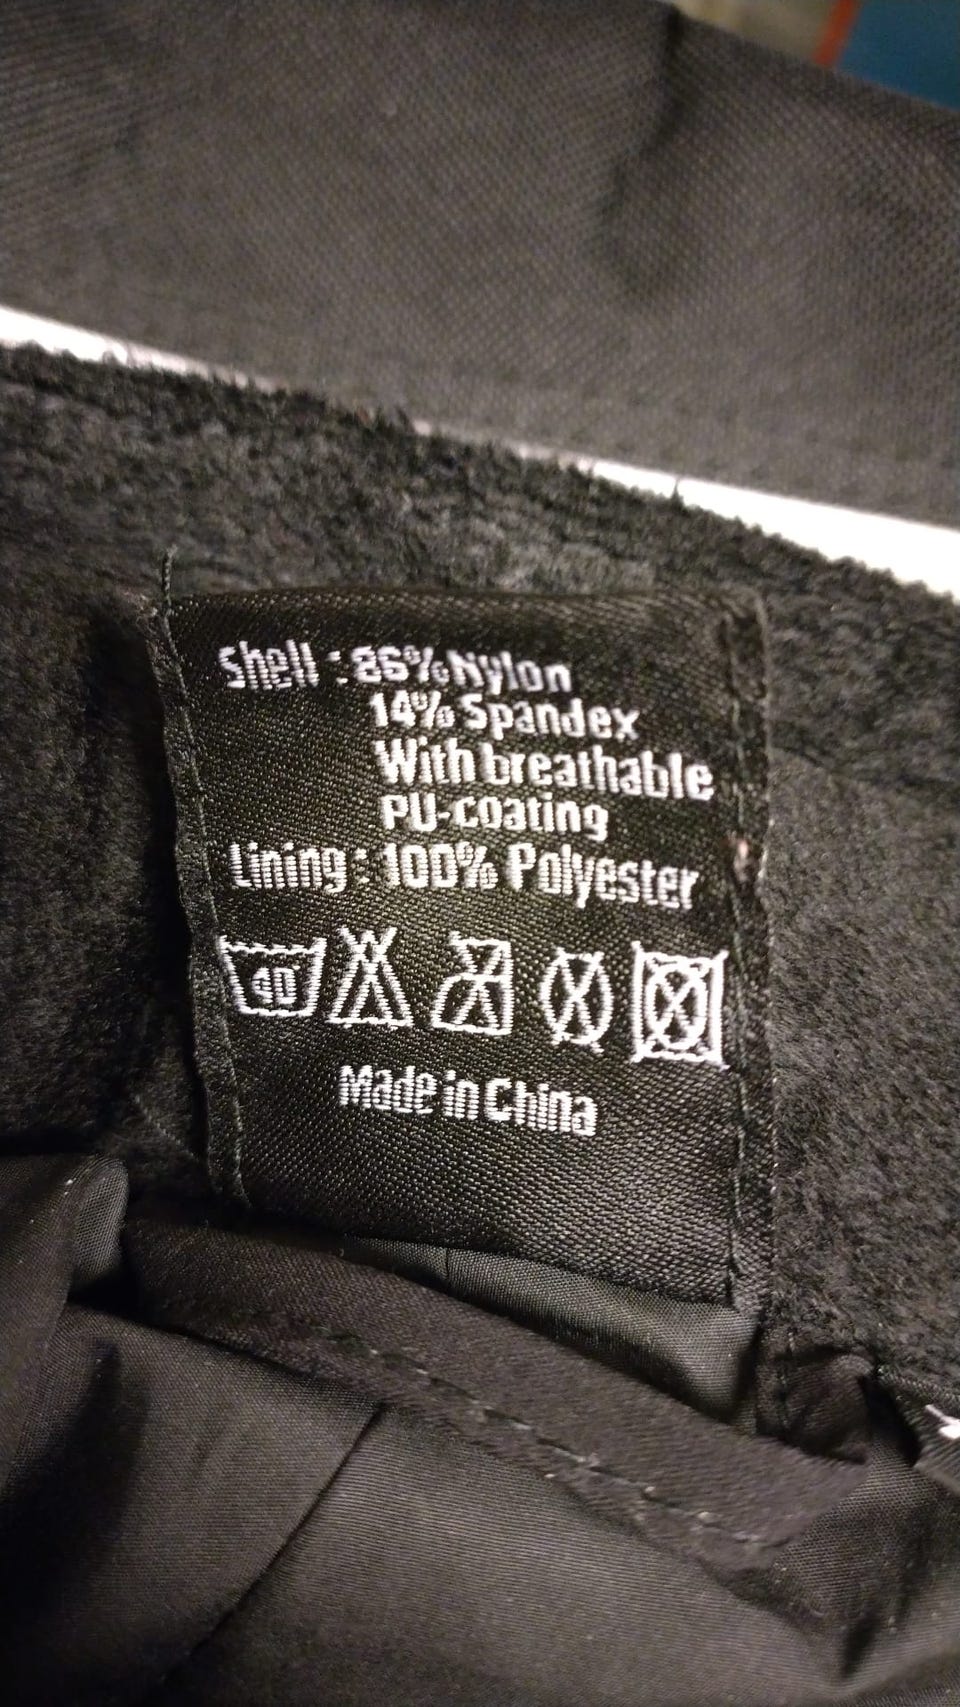 Shell : 86% Nylon
14% Spandex
With breathable
PU-coating
Lining : 100% Polyester
40
Made in China